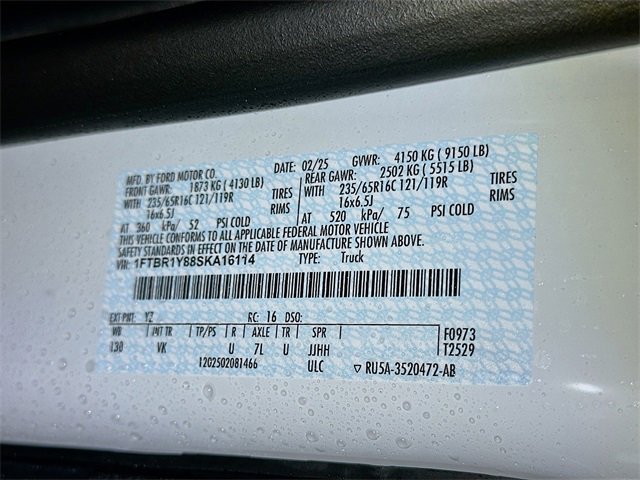 MFD. BY FORD MOTOR CO. DATE: 02/25 GVWR: 4150 KG ( 9150 LB)
FRONT GAWR: 1873 KG ( 4130 LB) REAR GAWR: 2502 KG ( 5515 LB)
WITH 235/65R16C 121/119R TIRES WITH 235/65R16C 121/119R TIRES
16x6.5J RIMS 16x6.5J RIMS
AT 360 kPa/ 52 PSI COLD AT 520 kPa/ 75 PSI COLD
THIS VEHICLE CONFORMS TO ALL APPLICABLE FEDERAL MOTOR VEHICLE
SAFETY STANDARDS IN EFFECT ON THE DATE OF MANUFACTURE SHOWN ABOVE.
VIN: 1FTBR1Y88SKA16114 TYPE: Truck
EXT PNT: YZ RC: 16 DSO:
WB INT TR TP/PS R AXLE TR SPR F0973
130 VK U 7L U JJHH T2529
1202502081466 ULC ▽ RU5A-3520472-AB